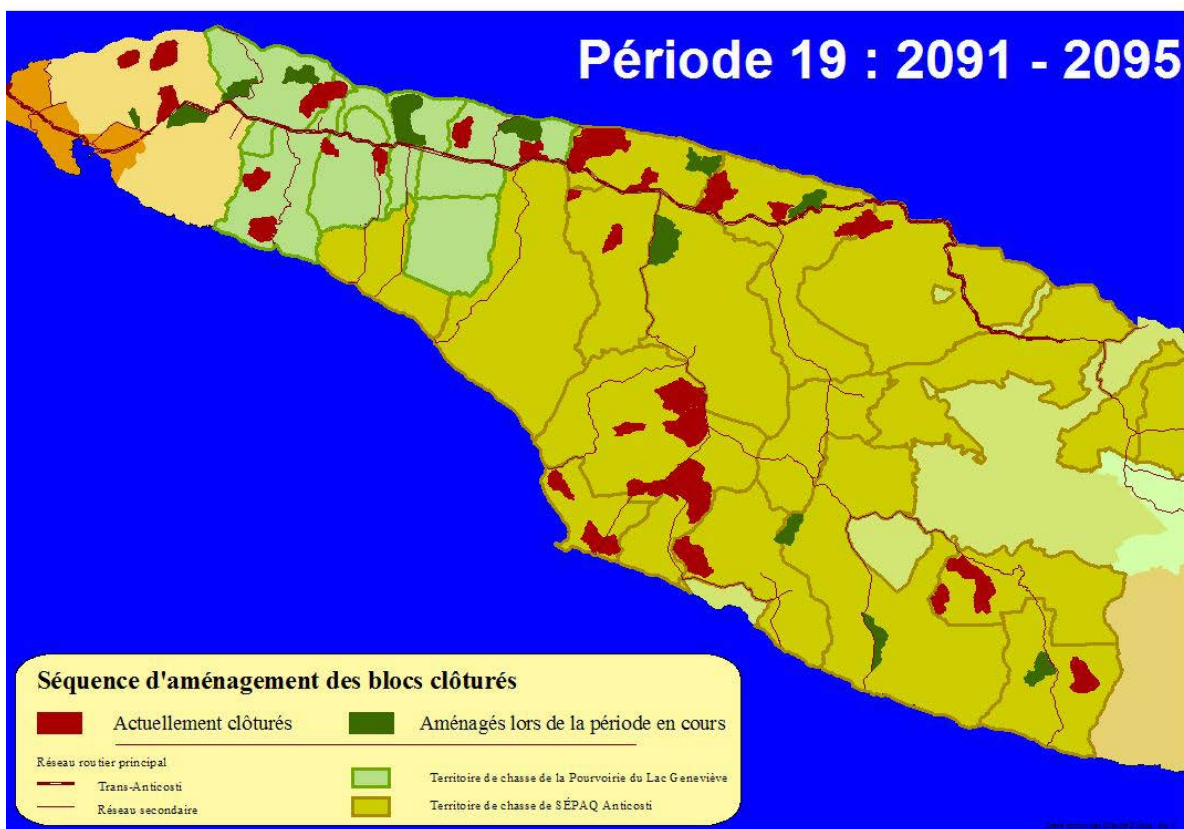 Période 19 : 2091 - 2095
Séquence d'aménagement des blocs clôturés
Actuellement clôturés
Aménagés lors de la période en cours
Réseau routier principal
Trans-Anticosti
Réseau secondaire
Territoire de chasse de la Pourvoirie du Lac Geneviève
Territoire de chasse de SÉPAQ Anticosti